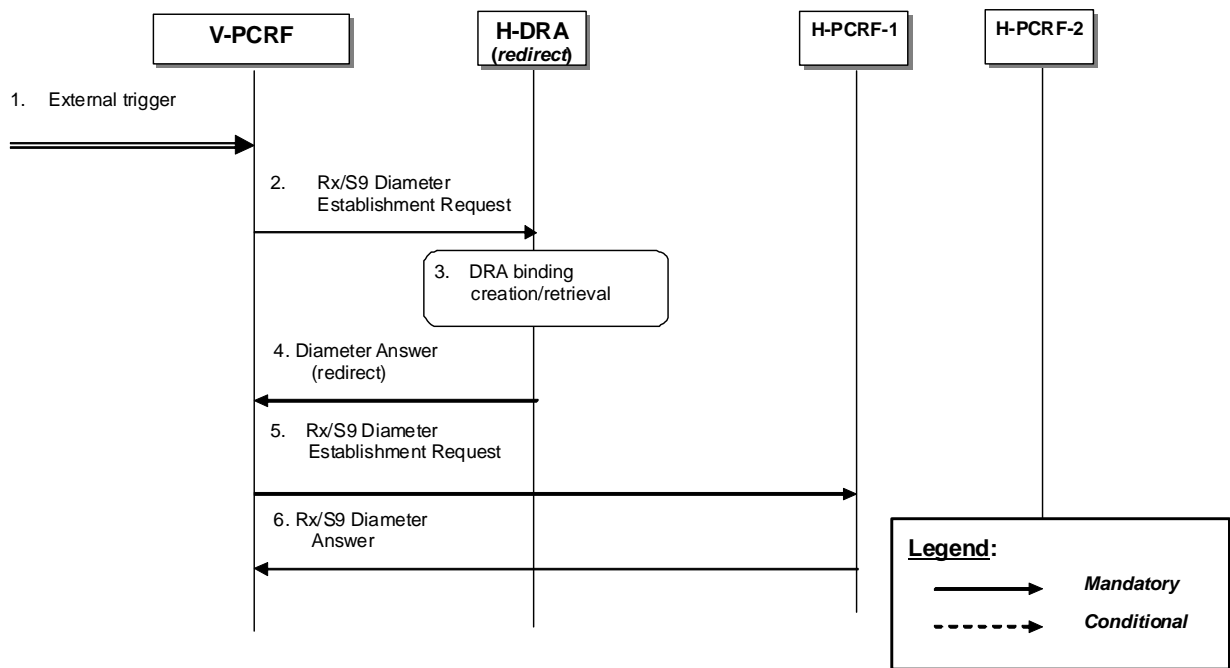 V-PCRF
H-DRA
(redirect)
H-PCRF-1
H-PCRF-2
1. External trigger
2. Rx/S9 Diameter
Establishment Request
3. DRA binding
creation/retrieval
4. Diameter Answer
(redirect)
5. Rx/S9 Diameter
Establishment Request
6. Rx/S9 Diameter
Answer
Legend:
Mandatory
Conditional